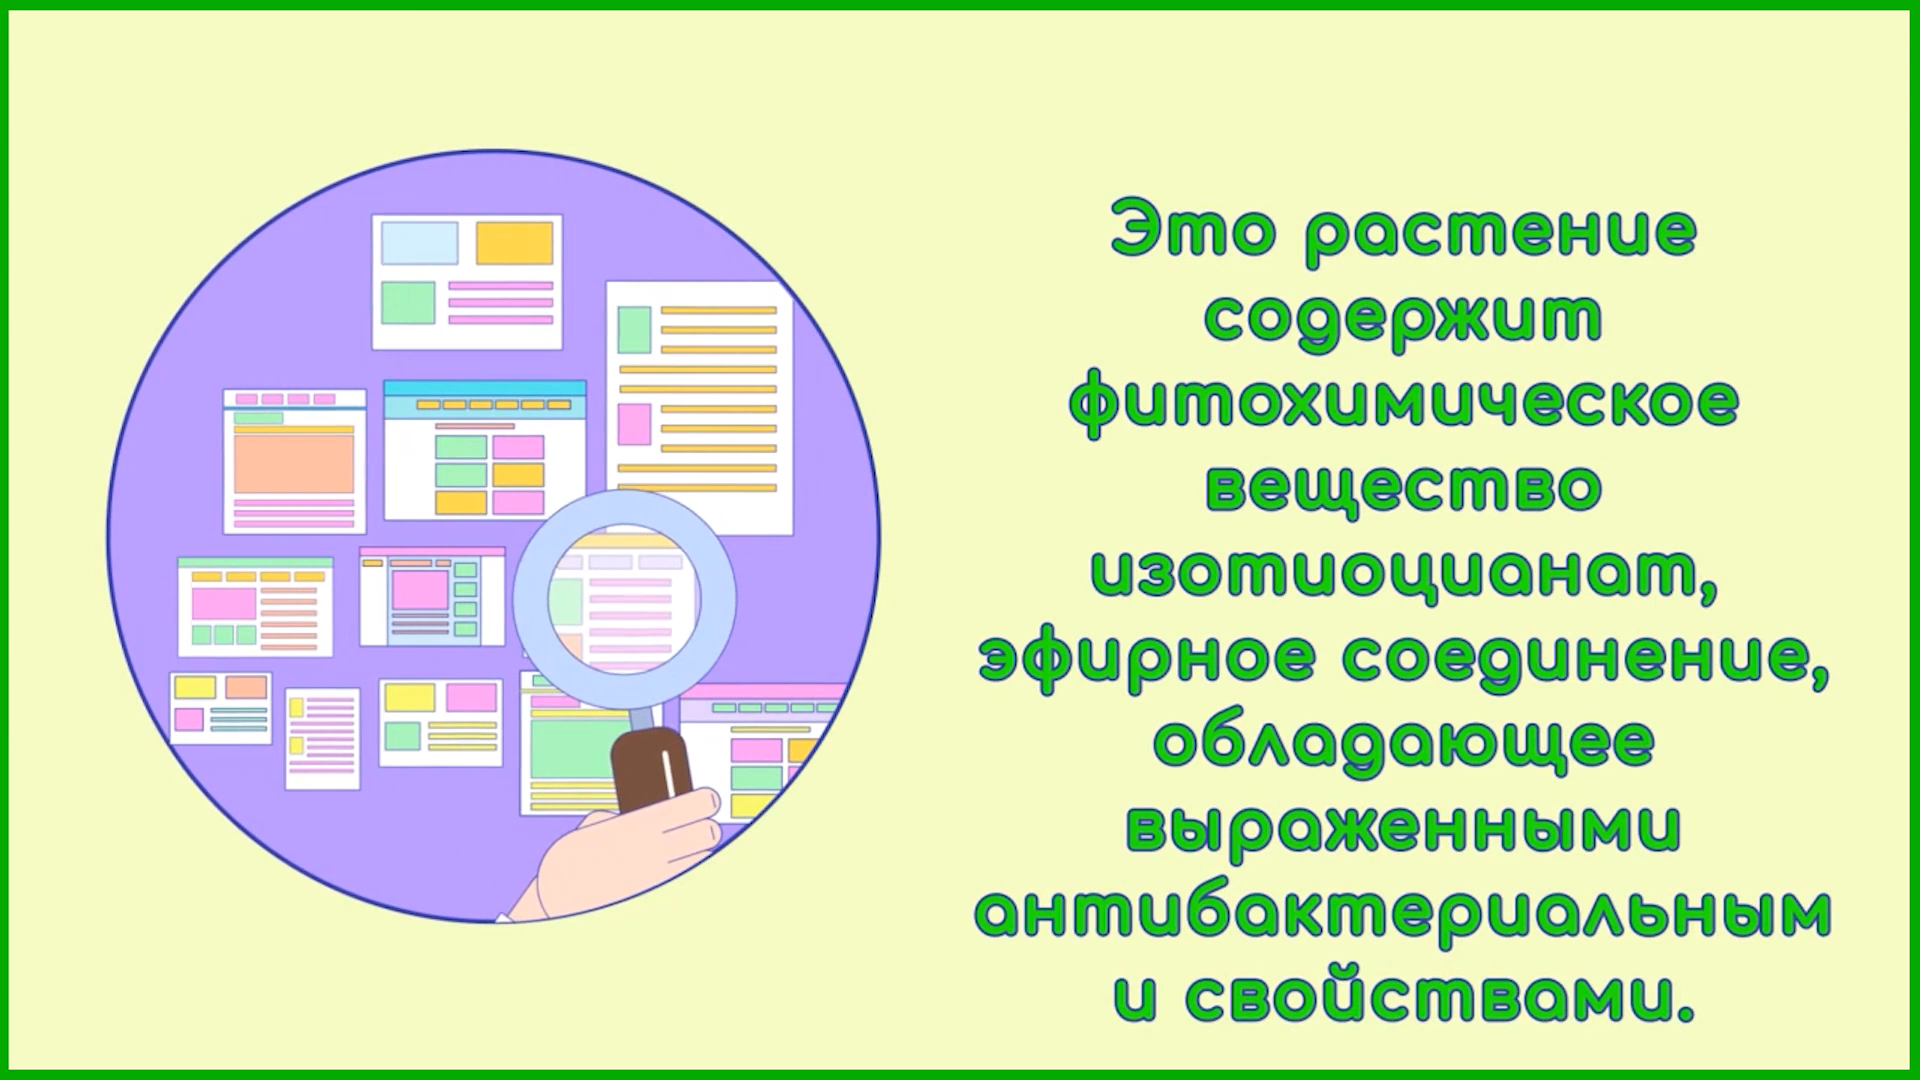 Это растение
содержит
фитохимическое
вещество
изотиоцианат,
эфирное соединение,
обладающее
выраженными
антибактериальным
и свойствами.